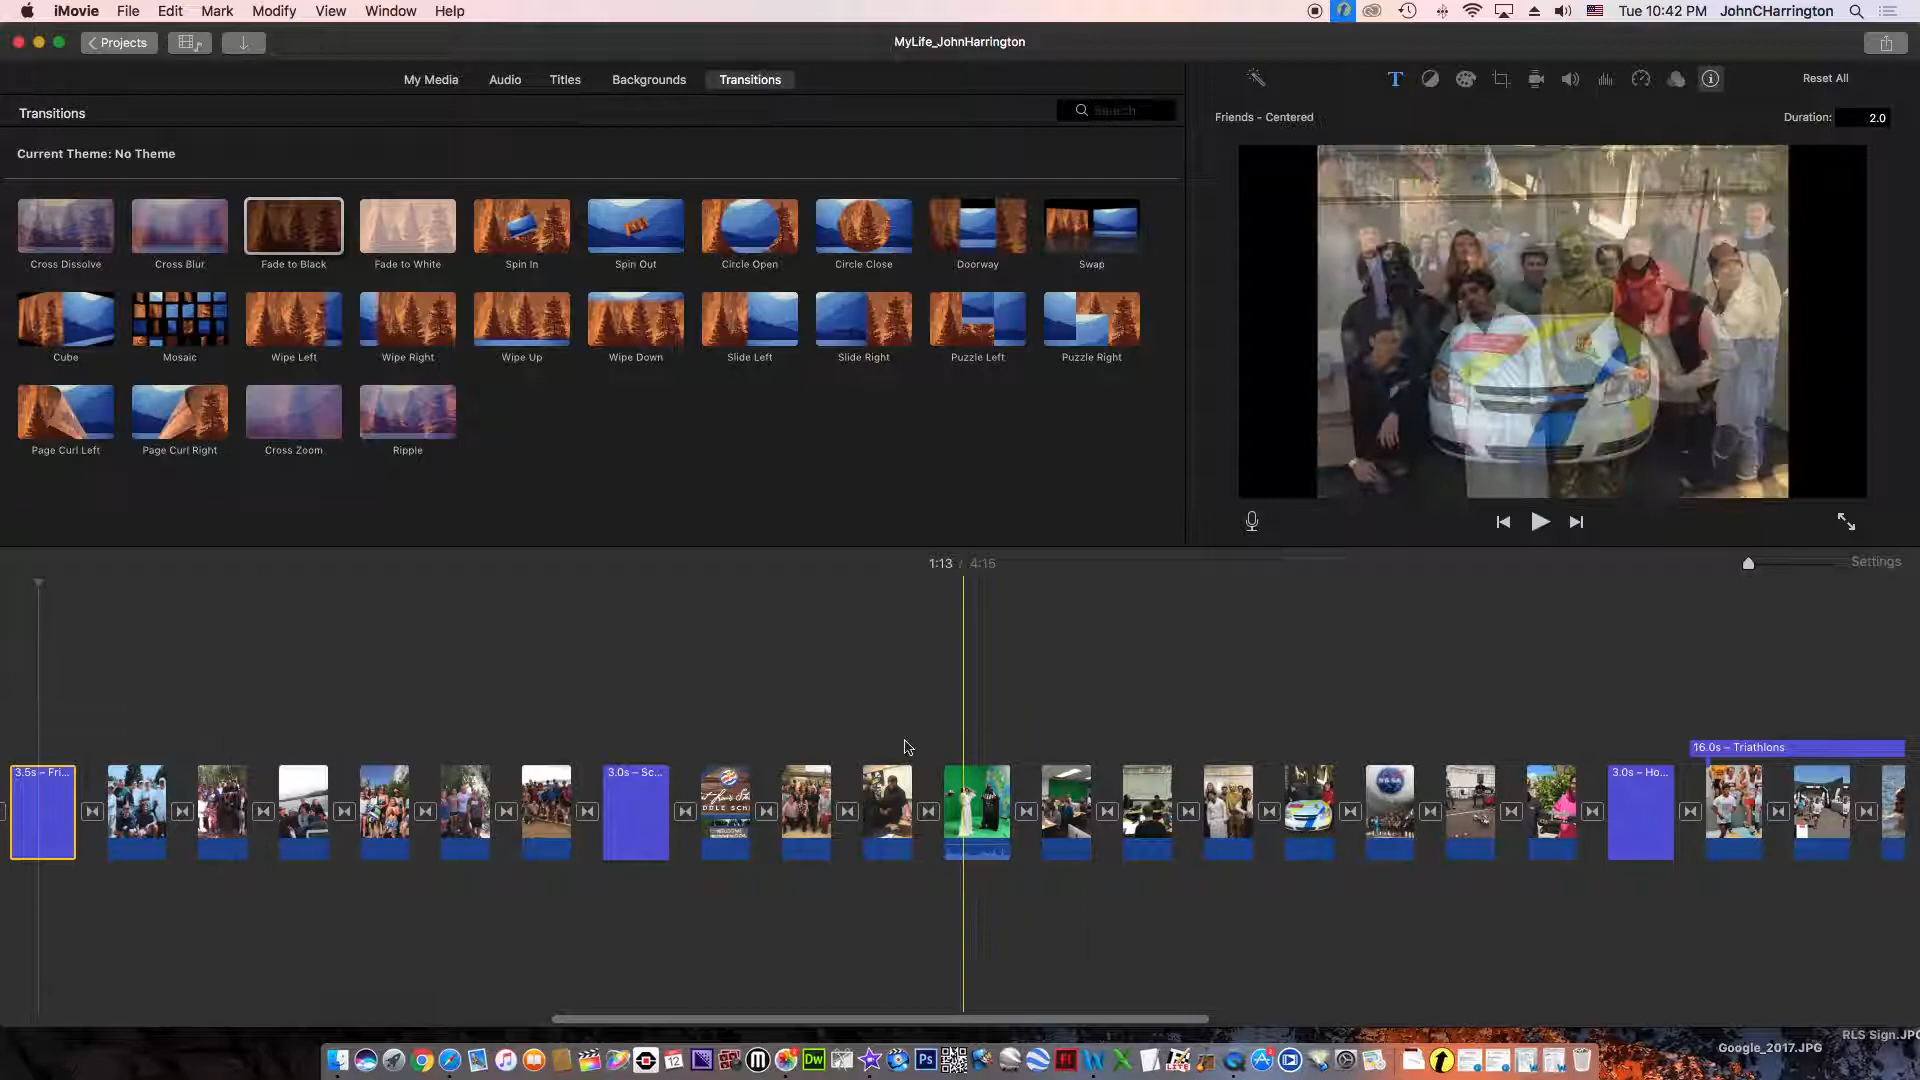 iMovie File Edit Mark Modify View Window Help
Tue 10:42 PM JohnCHarrington
Projects
MyLife_JohnHarrington
My Media Audio Titles Backgrounds Transitions
Reset All
Transitions
Search
Friends - Centered
Duration: 2.0
Current Theme: No Theme
Cross Dissolve Cross Blur Fade to Black Fade to White Spin In Spin Out Circle Open Circle Close Doorway Swap
Cube Mosaic Wipe Left Wipe Right Wipe Up Wipe Down Slide Left Slide Right Puzzle Left Puzzle Right
Page Curl Left Page Curl Right Cross Zoom Ripple
1:13 / 4:15
Settings
16.0s – Triathlons
3.5s – Fri... 3.0s – Sc... 3.0s – Ho...
RLS Sign.JPG
Google_2017.JPG